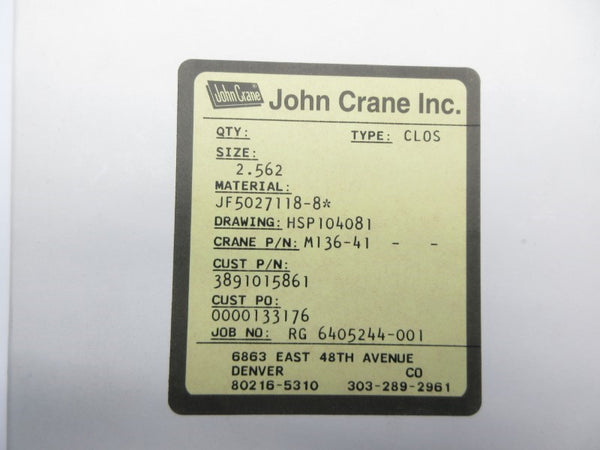 John Crane John Crane Inc.
QTY: TYPE: CLOS
SIZE:
2.562
MATERIAL:
JF5027118-8*
DRAWING: HSP104081
CRANE P/N: M136-41 - -
CUST P/N:
3891015861
CUST PO:
0000133176
JOB NO: RG 6405244-001
6863 EAST 48TH AVENUE
DENVER CO
80216-5310 303-289-2961